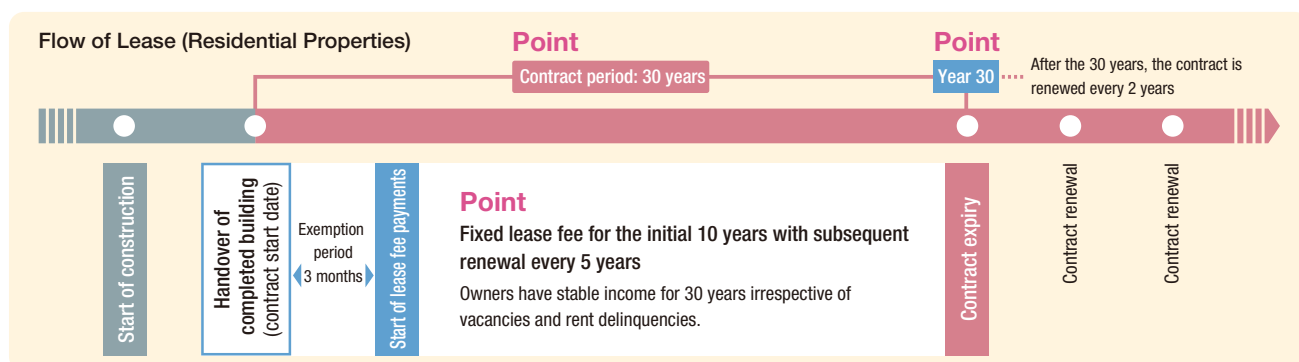 Flow of Lease (Residential Properties)
Point
Contract period: 30 years
Point
Year 30
After the 30 years, the contract is
renewed every 2 years
Start of construction
Handover of
completed building
(contract start date)
Exemption
period
3 months
Start of lease fee payments
Point
Fixed lease fee for the initial 10 years with subsequent
renewal every 5 years
Owners have stable income for 30 years irrespective of
vacancies and rent delinquencies.
Contract expiry
Contract renewal
Contract renewal